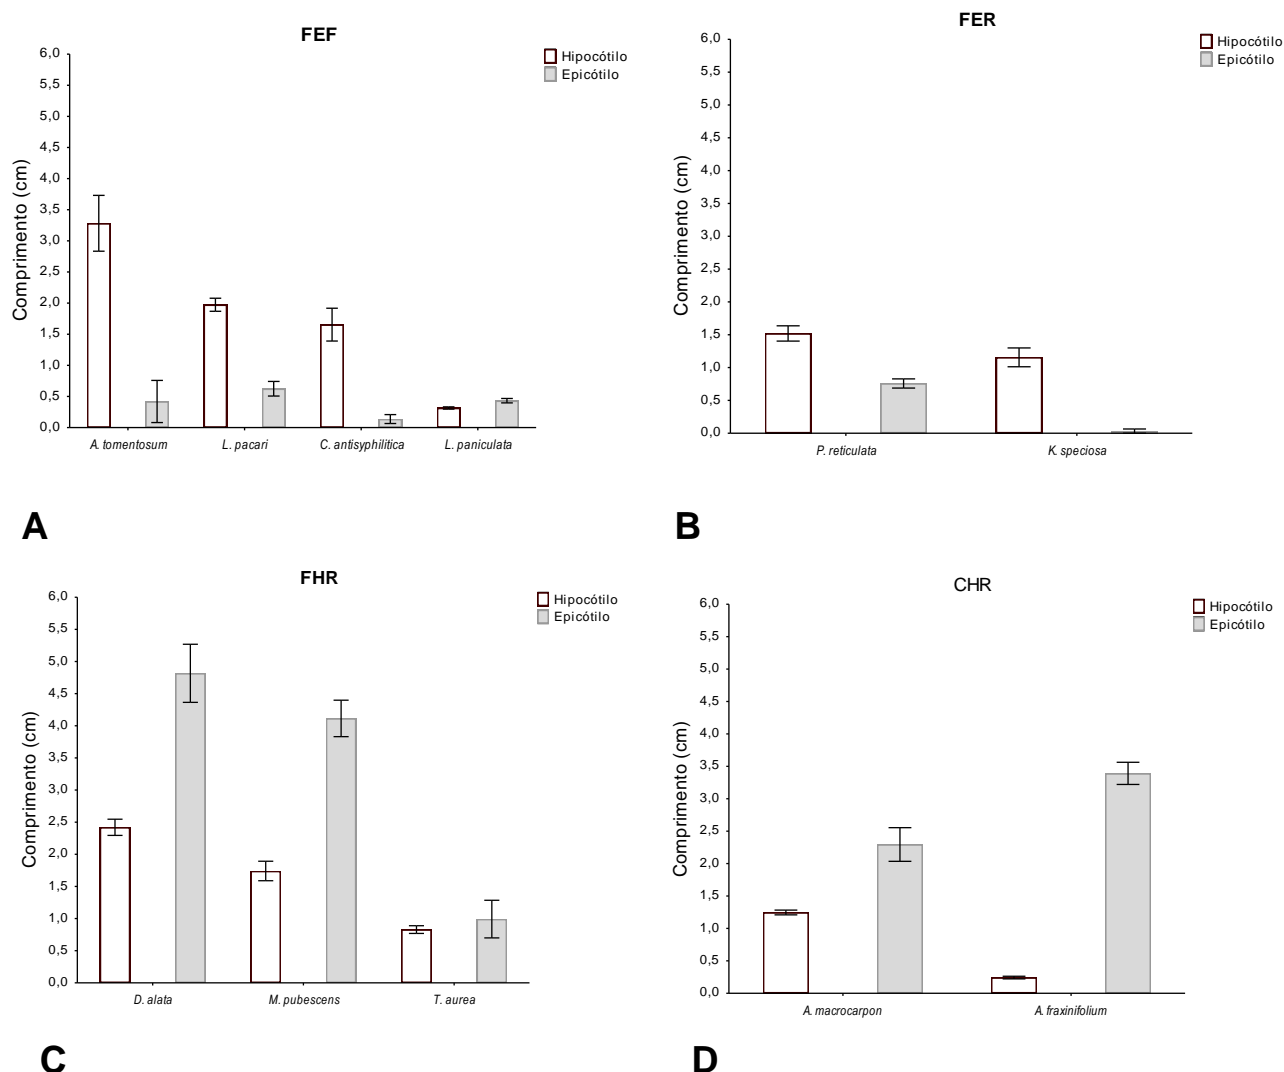 FEF
Hipocótilo
Epicótilo
Comprimento (cm)
6,0
5,5
5,0
4,5
4,0
3,5
3,0
2,5
2,0
1,5
1,0
0,5
0,0
A. tomentosum
L. pacari
C. antisyphilitica
L. paniculata
A
FER
Hipocótilo
Epicótilo
Comprimento (cm)
6,0
5,5
5,0
4,5
4,0
3,5
3,0
2,5
2,0
1,5
1,0
0,5
0,0
P. reticulata
K. speciosa
B
FHR
Hipocótilo
Epicótilo
Comprimento (cm)
6,0
5,5
5,0
4,5
4,0
3,5
3,0
2,5
2,0
1,5
1,0
0,5
0,0
D. alata
M. pubescens
T. aurea
C
CHR
Hipocótilo
Epicótilo
Comprimento (cm)
6,0
5,5
5,0
4,5
4,0
3,5
3,0
2,5
2,0
1,5
1,0
0,5
0,0
A. macrocarpon
A. fraxinifolium
D